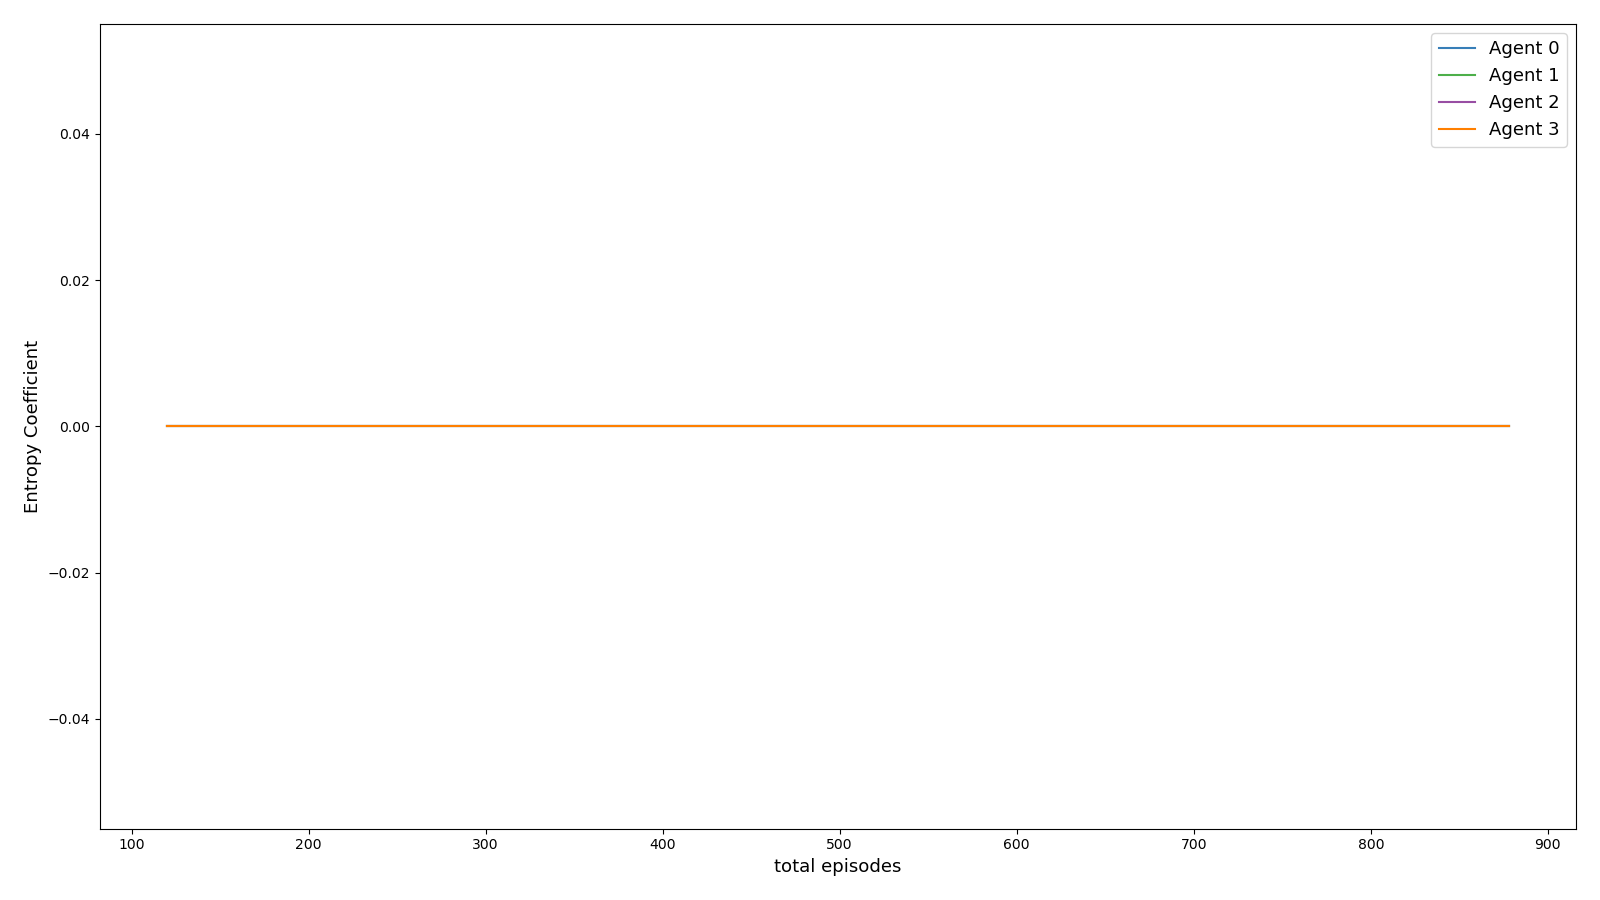 Agent 0
Agent 1
Agent 2
Agent 3
0.04
0.02
0.00
−0.02
−0.04
Entropy Coefficient
100 200 300 400 500 600 700 800 900
total episodes